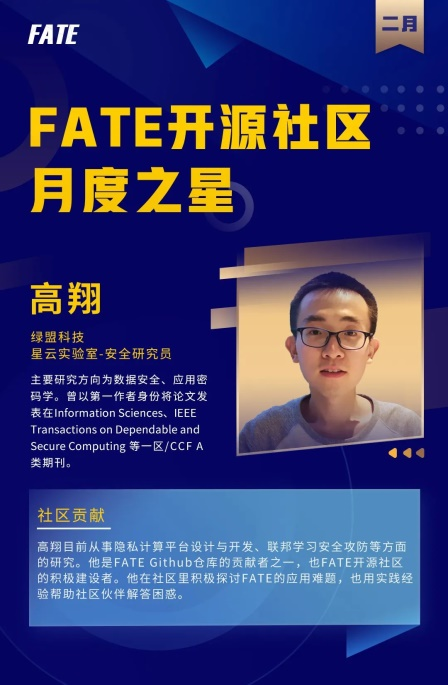 FATE
二月
FATE开源社区
月度之星
高翔
绿盟科技
星云实验室-安全研究员
主要研究方向为数据安全、应用密
码学。曾以第一作者身份将论文发
表在Information Sciences、IEEE
Transactions on Dependable and
Secure Computing 等一区/CCF A
类期刊。
社区贡献
高翔目前从事隐私计算平台设计与开发、联邦学习安全攻防等方面
的研究。他是FATE Github仓库的贡献者之一，也FATE开源社区
的积极建设者。他在社区里积极探讨FATE的应用难题，也用实践经
验帮助社区伙伴解答困惑。